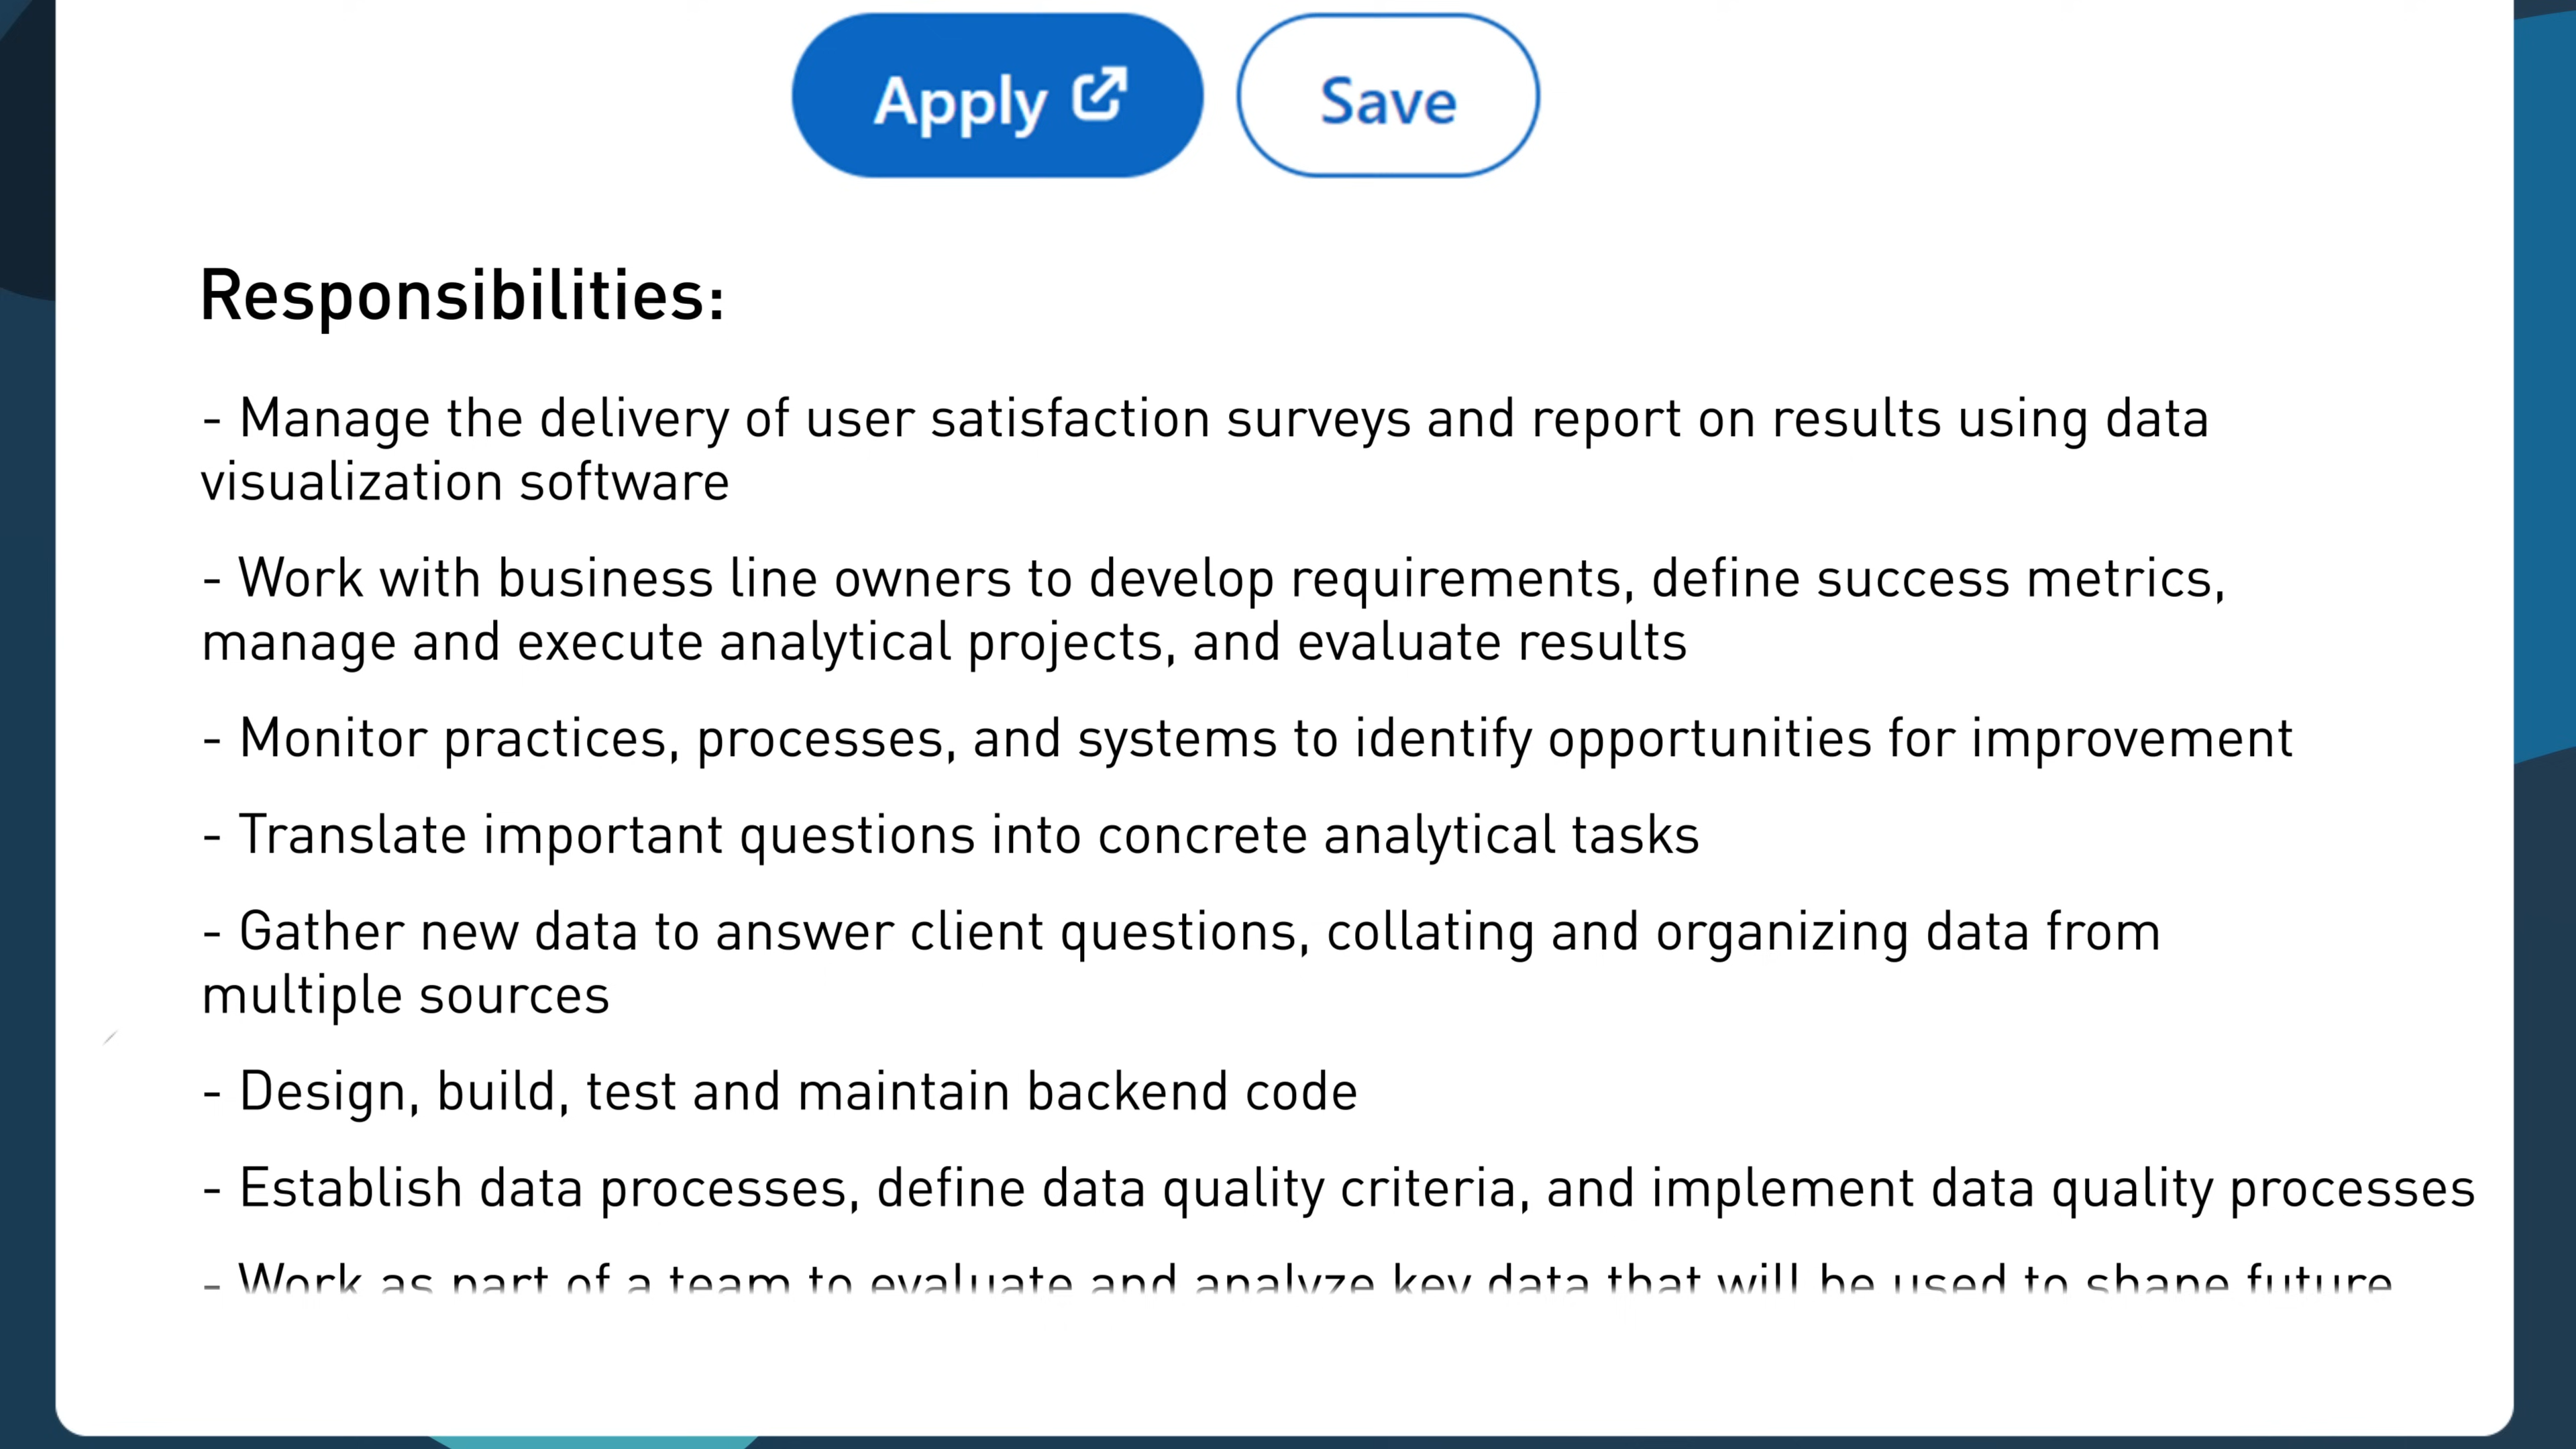 Apply
Save
Responsibilities:
- Manage the delivery of user satisfaction surveys and report on results using data
visualization software
- Work with business line owners to develop requirements, define success metrics,
manage and execute analytical projects, and evaluate results
- Monitor practices, processes, and systems to identify opportunities for improvement
- Translate important questions into concrete analytical tasks
- Gather new data to answer client questions, collating and organizing data from
multiple sources
- Design, build, test and maintain backend code
- Establish data processes, define data quality criteria, and implement data quality processes
- Work as part of a team to evaluate and analyze key data that will be used to shape future